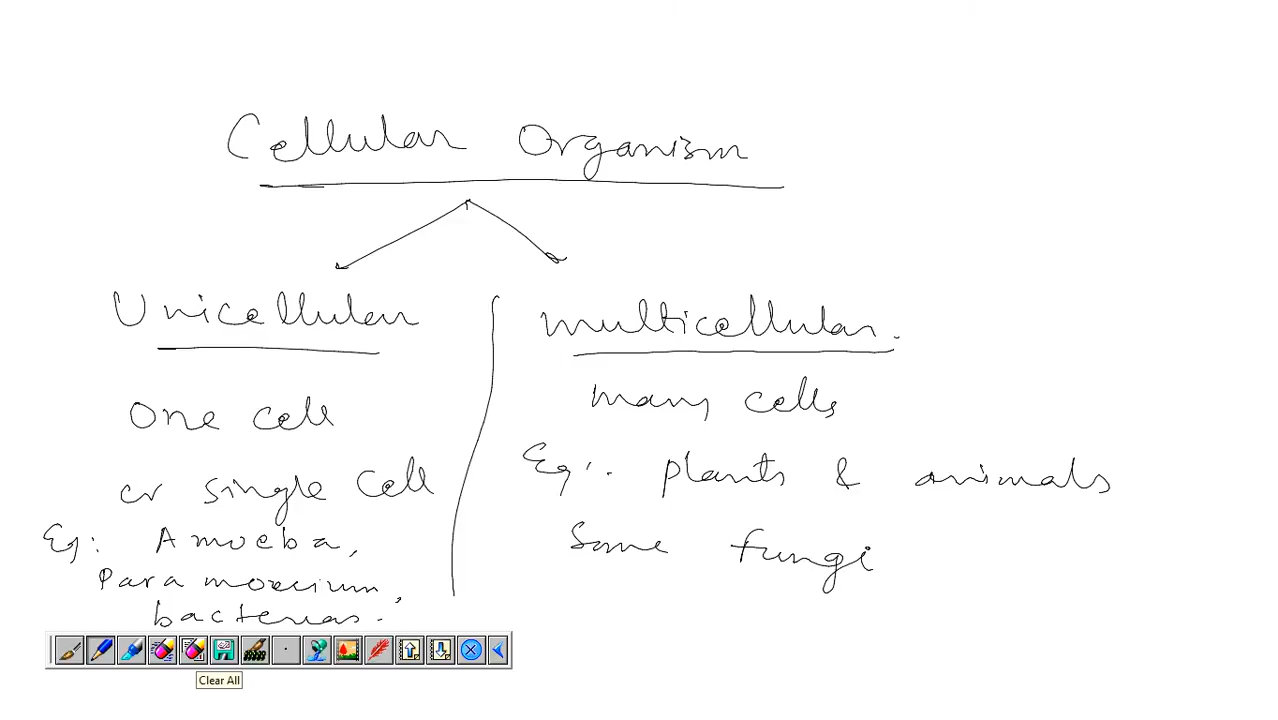 Cellular Organism
Unicellular
multicellular.
One cell
or single cell
Eg: Amoeba,
Paramoecium,
bacterias.
many cells
Eg:. plants & animals
Some fungi
Clear All